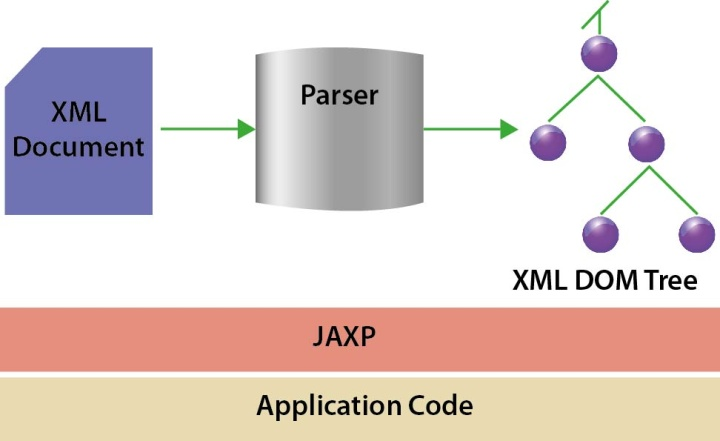 XML
Document
Parser
XML DOM Tree
JAXP
Application Code